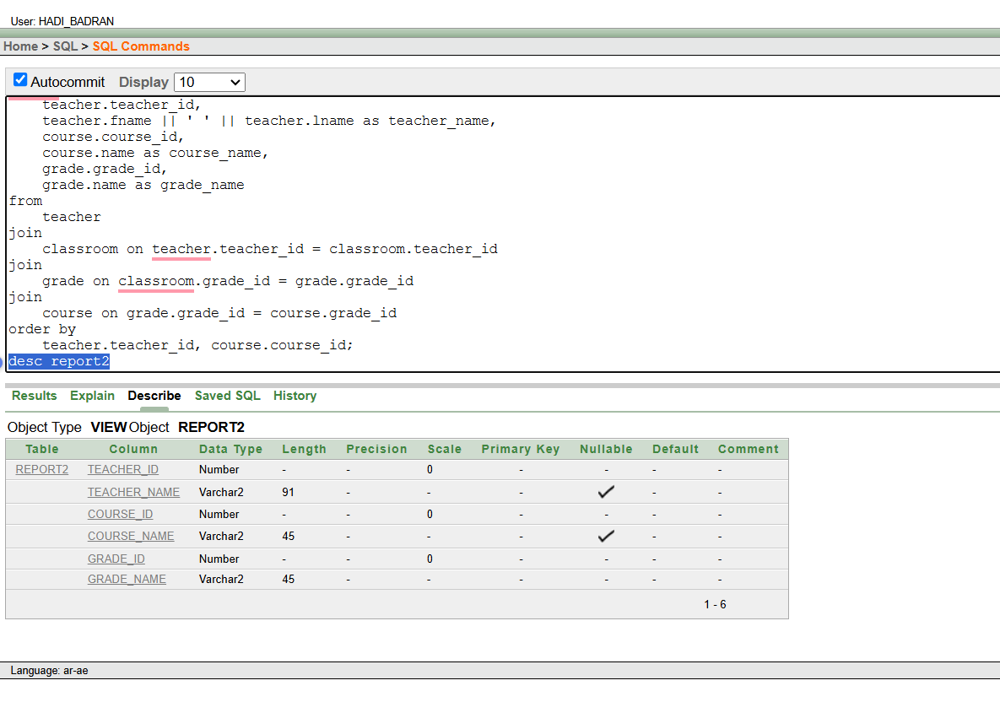 User: HADI_BADRAN
Home > SQL > SQL Commands
Autocommit Display 10
teacher.teacher_id,
teacher.fname || ' ' || teacher.lname as teacher_name,
course.course_id,
course.name as course_name,
grade.grade_id,
grade.name as grade_name
from
teacher
join
classroom on teacher.teacher_id = classroom.teacher_id
join
grade on classroom.grade_id = grade.grade_id
join
course on grade.grade_id = course.grade_id
order by
teacher.teacher_id, course.course_id;
desc report2
Results Explain Describe Saved SQL History
Object Type VIEW Object REPORT2
Table Column Data Type Length Precision Scale Primary Key Nullable Default Comment
REPORT2 TEACHER_ID Number - - 0 - - - -
TEACHER_NAME Varchar2 91 - - - ✓ - -
COURSE_ID Number - - 0 - - - -
COURSE_NAME Varchar2 45 - - - ✓ - -
GRADE_ID Number - - 0 - - - -
GRADE_NAME Varchar2 45 - - - - - -
1 - 6
Language: ar-ae